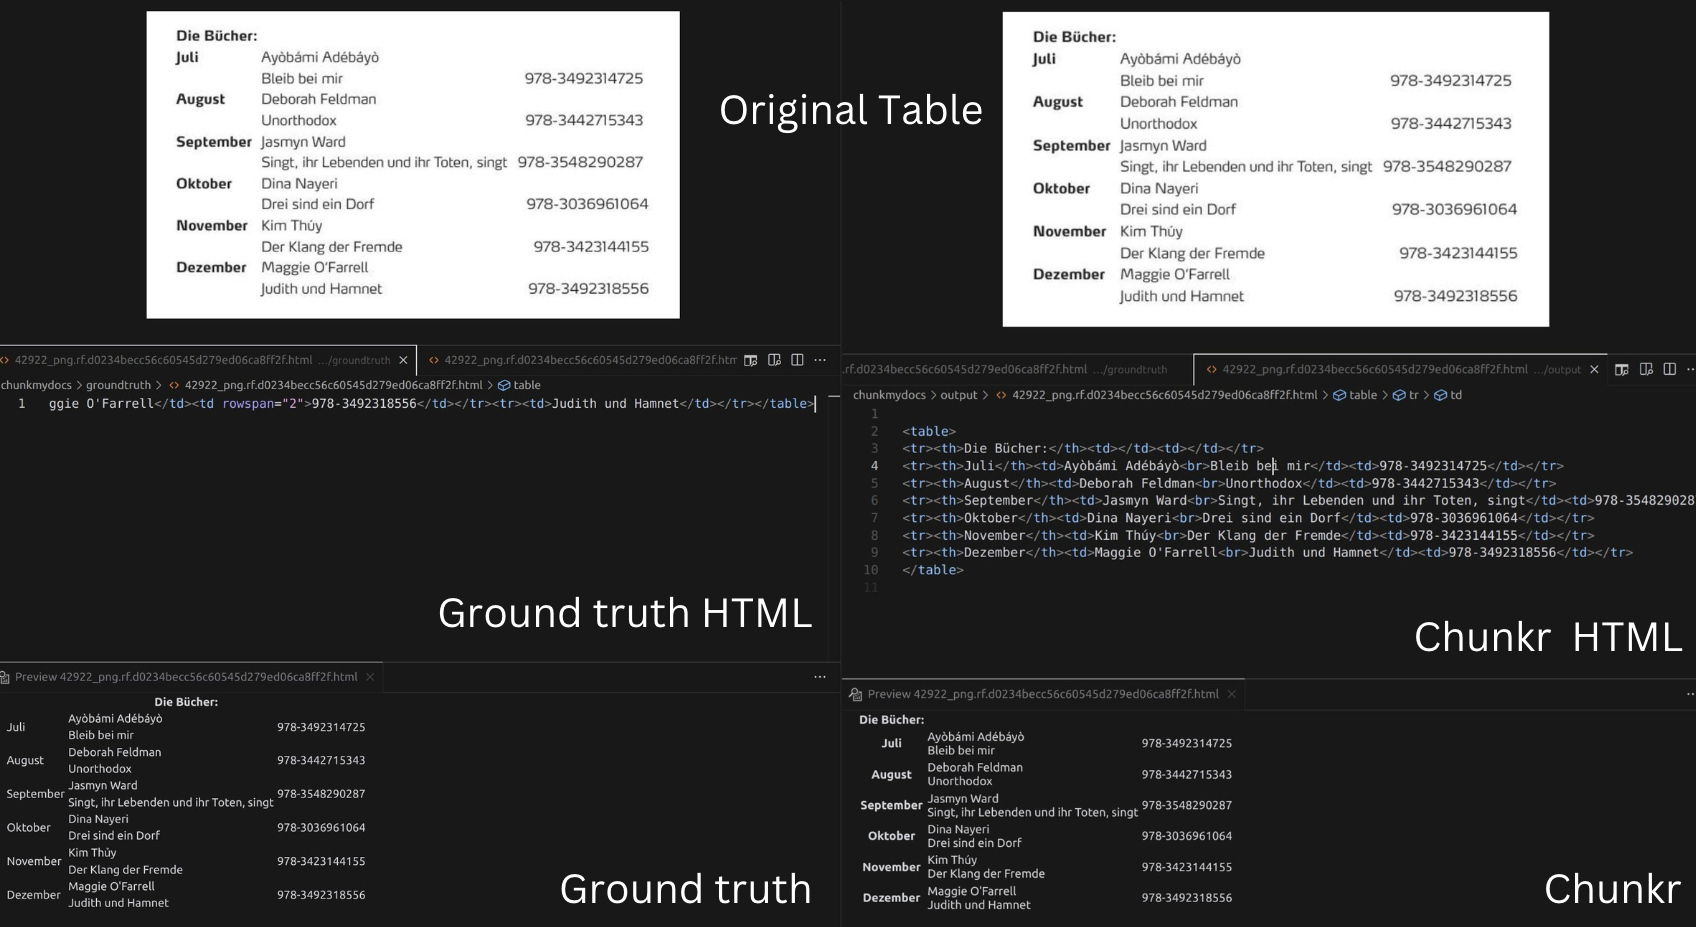 Die Bücher:
Juli Ayòbámi Adébáyò
Bleib bei mir 978-3492314725
August Deborah Feldman
Unorthodox 978-3442715343
September Jasmyn Ward
Singt, ihr Lebenden und ihr Toten, singt 978-3548290287
Oktober Dina Nayeri
Drei sind ein Dorf 978-3036961064
November Kim Thúy
Der Klang der Fremde 978-3423144155
Dezember Maggie O'Farrell
Judith und Hamnet 978-3492318556
Original Table
Die Bücher:
Juli Ayòbámi Adébáyò
Bleib bei mir 978-3492314725
August Deborah Feldman
Unorthodox 978-3442715343
September Jasmyn Ward
Singt, ihr Lebenden und ihr Toten, singt 978-3548290287
Oktober Dina Nayeri
Drei sind ein Dorf 978-3036961064
November Kim Thúy
Der Klang der Fremde 978-3423144155
Dezember Maggie O'Farrell
Judith und Hamnet 978-3492318556
42922_png.rf.d0234becc56c60545d279ed06ca8ff2f.html .../groundtruth 42922_png.rf.d0234becc56c60545d279ed06ca8ff2f.htm
chunkmydocs > groundtruth > 42922_png.rf.d0234becc56c60545d279ed06ca8ff2f.html > table
1 ggie O'Farrell</td><td rowspan="2">978-3492318556</td></tr><tr><td>Judith und Hamnet</td></tr></table>
Ground truth HTML
.rf.d0234becc56c60545d279ed06ca8ff2f.html .../groundtruth 42922_png.rf.d0234becc56c60545d279ed06ca8ff2f.html .../output
chunkmydocs > output > 42922_png.rf.d0234becc56c60545d279ed06ca8ff2f.html > table > tr > td
1
2 <table>
3 <tr><th>Die Bücher:</th><td></td><td></td></tr>
4 <tr><th>Juli</th><td>Ayòbámi Adébáyò<br>Bleib bei mir</td><td>978-3492314725</td></tr>
5 <tr><th>August</th><td>Deborah Feldman<br>Unorthodox</td><td>978-3442715343</td></tr>
6 <tr><th>September</th><td>Jasmyn Ward<br>Singt, ihr Lebenden und ihr Toten, singt</td><td>978-354829028
7 <tr><th>Oktober</th><td>Dina Nayeri<br>Drei sind ein Dorf</td><td>978-3036961064</td></tr>
8 <tr><th>November</th><td>Kim Thúy<br>Der Klang der Fremde</td><td>978-3423144155</td></tr>
9 <tr><th>Dezember</th><td>Maggie O'Farrell<br>Judith und Hamnet</td><td>978-3492318556</td></tr>
10 </table>
11
Chunkr HTML
Preview 42922_png.rf.d0234becc56c60545d279ed06ca8ff2f.html
Die Bücher:
Juli Ayòbámi Adébáyò 978-3492314725
Bleib bei mir
August Deborah Feldman 978-3442715343
Unorthodox
September Jasmyn Ward 978-3548290287
Singt, ihr Lebenden und ihr Toten, singt
Oktober Dina Nayeri 978-3036961064
Drei sind ein Dorf
November Kim Thủy 978-3423144155
Der Klang der Fremde
Dezember Maggie O'Farrell 978-3492318556
Judith und Hamnet
Ground truth
Preview 42922_png.rf.d0234becc56c60545d279ed06ca8ff2f.html
Die Bücher:
Juli Ayòbámi Adébáyò 978-3492314725
Bleib bei mir
August Deborah Feldman 978-3442715343
Unorthodox
September Jasmyn Ward 978-3548290287
Singt, ihr Lebenden und ihr Toten, singt
Oktober Dina Nayeri 978-3036961064
Drei sind ein Dorf
November Kim Thúy 978-3423144155
Der Klang der Fremde
Dezember Maggie O'Farrell 978-3492318556
Judith und Hamnet
Chunkr